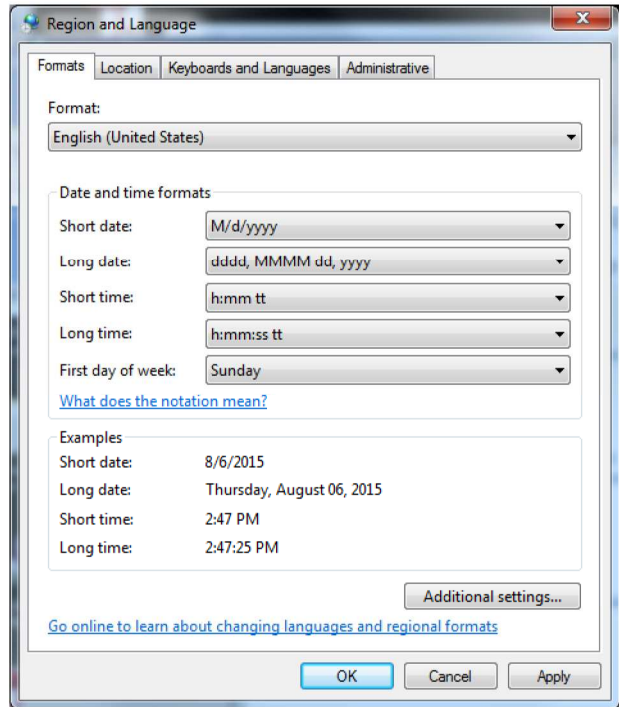 Region and Language
Formats Location Keyboards and Languages Administrative
Format:
English (United States)
Date and time formats
Short date: M/d/yyyy
Long date: dddd, MMMM dd, yyyy
Short time: h:mm tt
Long time: h:mm:ss tt
First day of week: Sunday
What does the notation mean?
Examples
Short date: 8/6/2015
Long date: Thursday, August 06, 2015
Short time: 2:47 PM
Long time: 2:47:25 PM
Additional settings...
Go online to learn about changing languages and regional formats
OK Cancel Apply